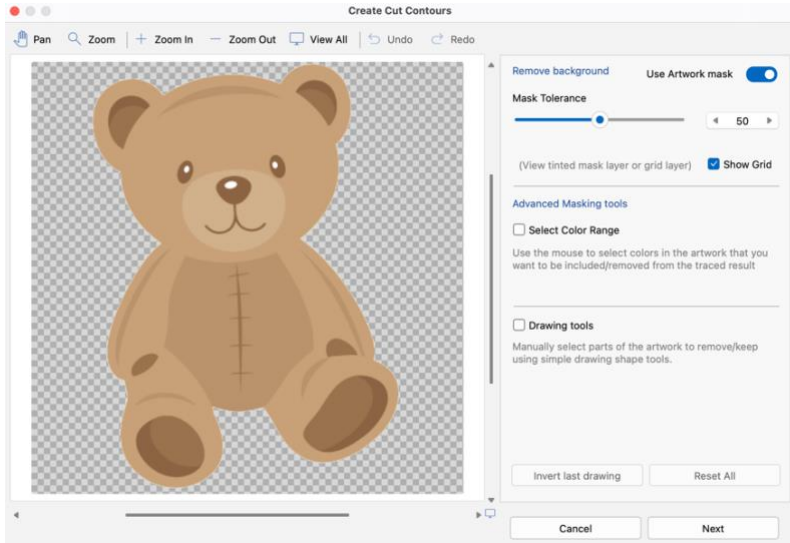 Create Cut Contours
Pan Zoom Zoom In Zoom Out View All Undo Redo
Remove background Use Artwork mask
Mask Tolerance
50
(View tinted mask layer or grid layer) Show Grid
Advanced Masking tools
Select Color Range
Use the mouse to select colors in the artwork that you
want to be included/removed from the traced result
Drawing tools
Manually select parts of the artwork to remove/keep
using simple drawing shape tools.
Invert last drawing Reset All
Cancel Next